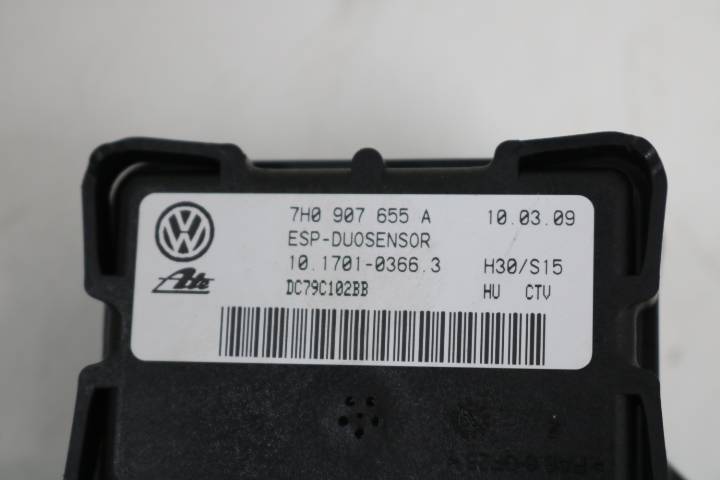 7H0 907 655 A 10.03.09
ESP-DUOSENSOR
10.1701-0366.3 H30/S15
DC79C102BB HU CTV
Ate